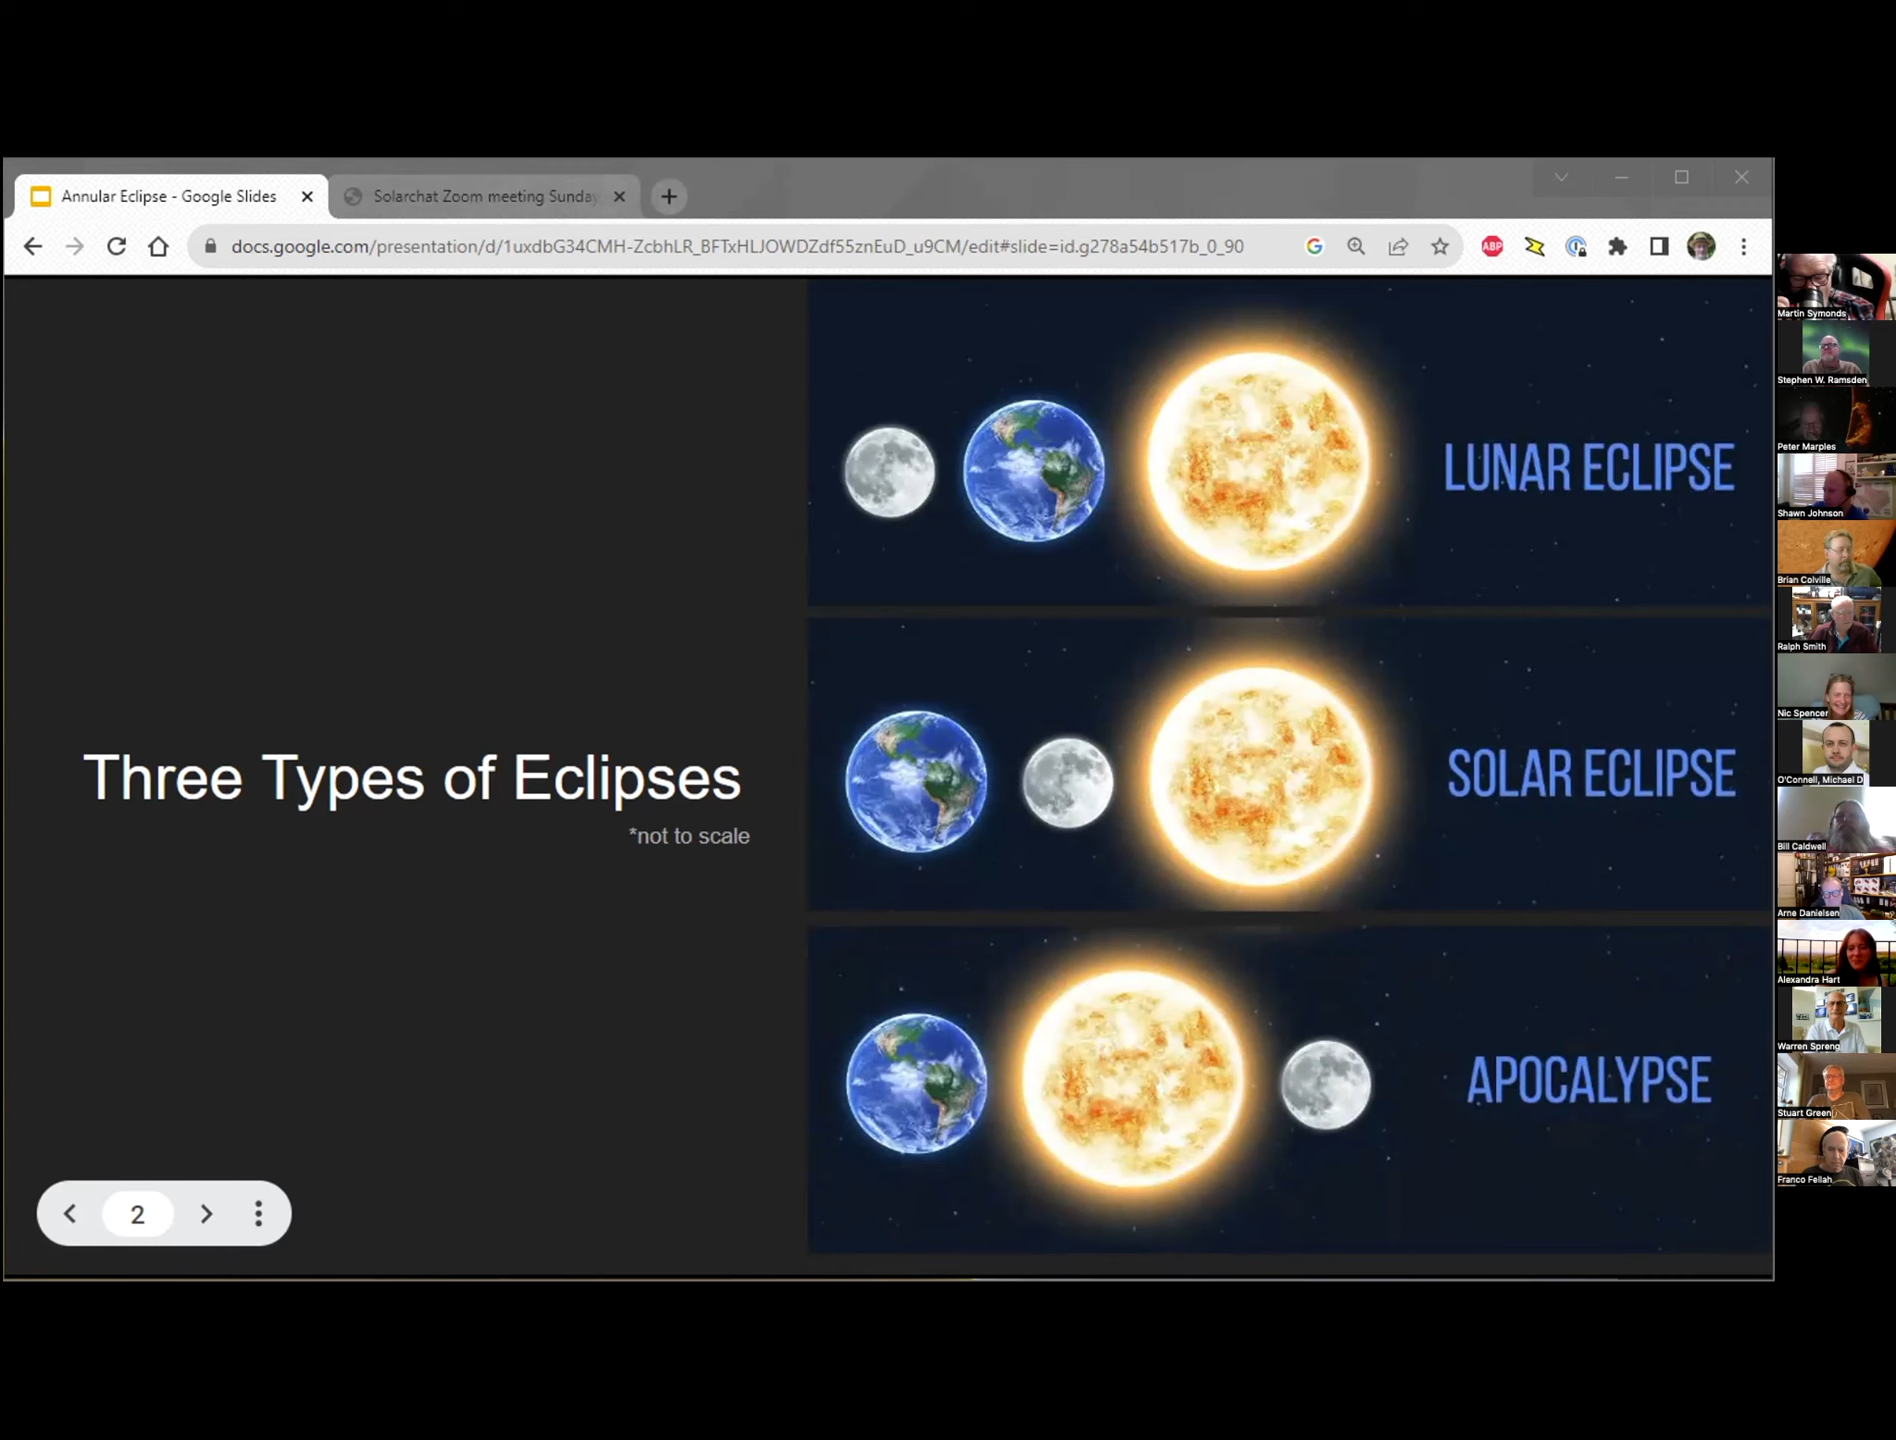 Annular Eclipse - Google Slides
Solarchat Zoom meeting Sunday
docs.google.com/presentation/d/1uxdbG34CMH-ZcbhLR_BFTxHLJOWDZdf55znEuD_u9CM/edit#slide=id.g278a54b517b_0_90
ABP
LUNAR ECLIPSE
Three Types of Eclipses
*not to scale
SOLAR ECLIPSE
APOCALYPSE
2
Martin Symonds
Stephen W. Ramsden
Peter Marples
Shawn Johnson
Brian Colville
Ralph Smith
Nic Spencer
O'Connell, Michael D
Bill Caldwell
Arne Danielsen
Alexandra Hart
Warren Spreng
Stuart Green
Franco Fellah